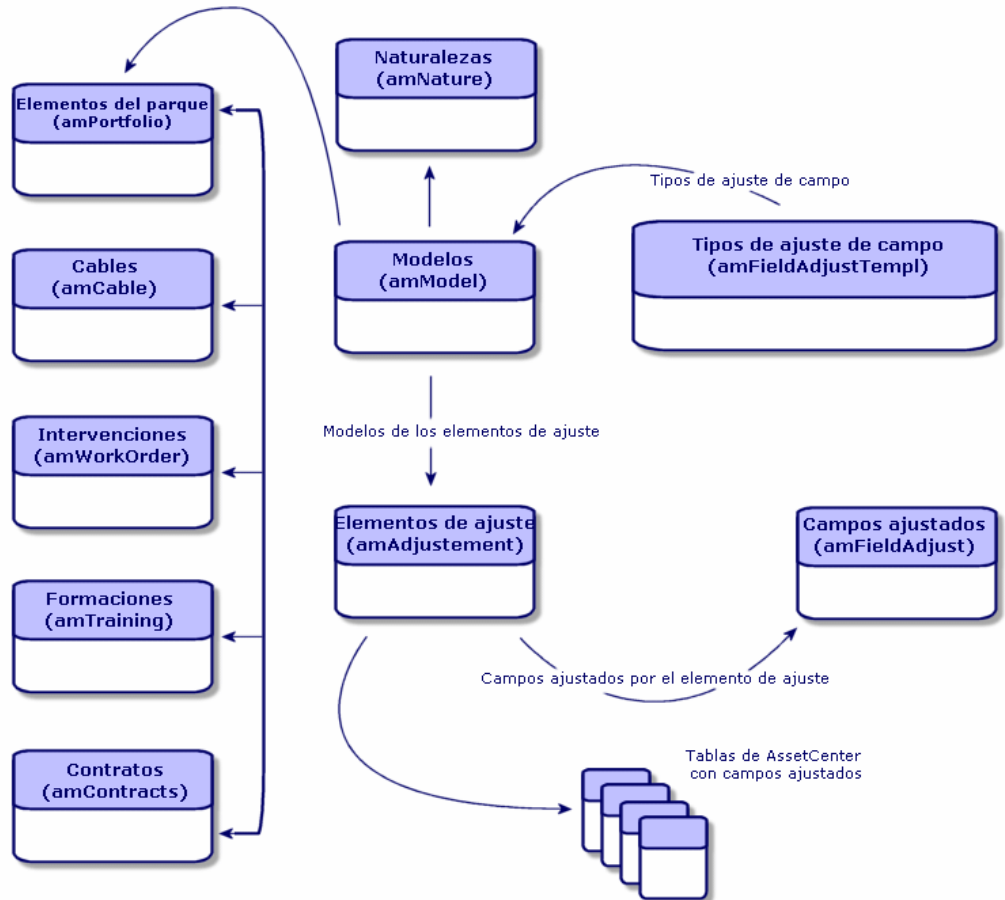 Naturalezas
(amNature)
Elementos del parque
(amPortfolio)
Tipos de ajuste de campo
Modelos
(amModel)
Tipos de ajuste de campo
(amFieldAdjustTempl)
Cables
(amCable)
Modelos de los elementos de ajuste
Intervenciones
(amWorkOrder)
Elementos de ajuste
(amAdjustement)
Campos ajustados
(amFieldAdjust)
Formaciones
(amTraining)
Campos ajustados por el elemento de ajuste
Contratos
(amContracts)
Tablas de AssetCenter
con campos ajustados